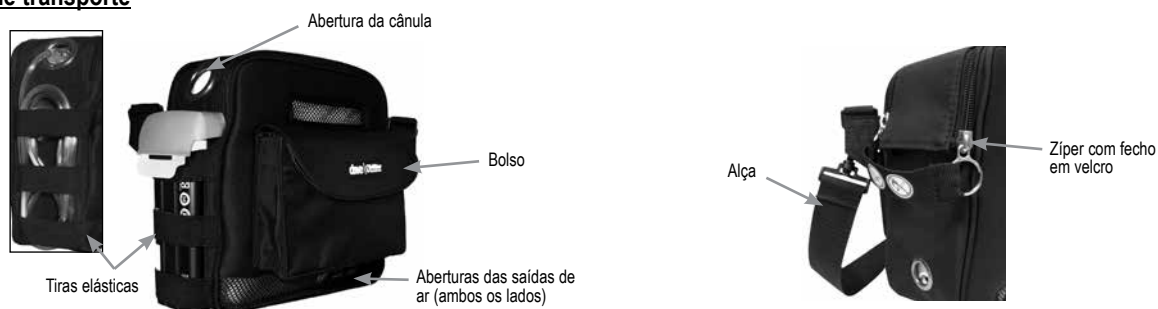 de transporte
Abertura da cânula
Bolso
Tiras elásticas
Aberturas das saídas de
ar (ambos os lados)
Alça
Zíper com fecho
em velcro